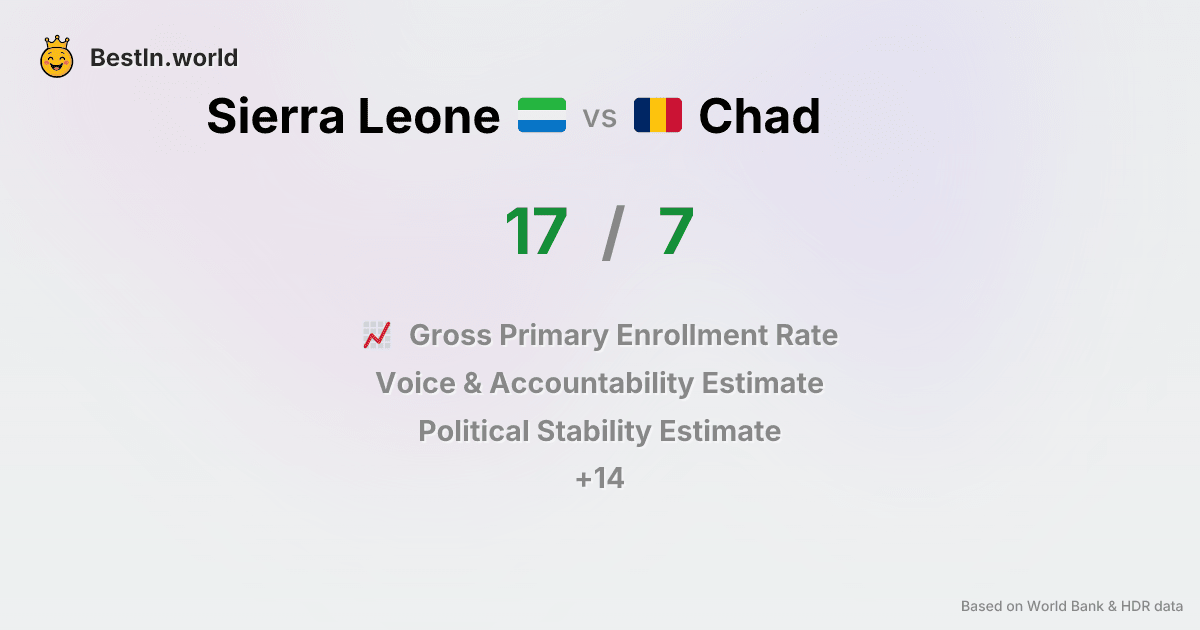 BestIn.world
Sierra Leone vs Chad
17 / 7
Gross Primary Enrollment Rate
Voice & Accountability Estimate
Political Stability Estimate
+14
Based on World Bank & HDR data